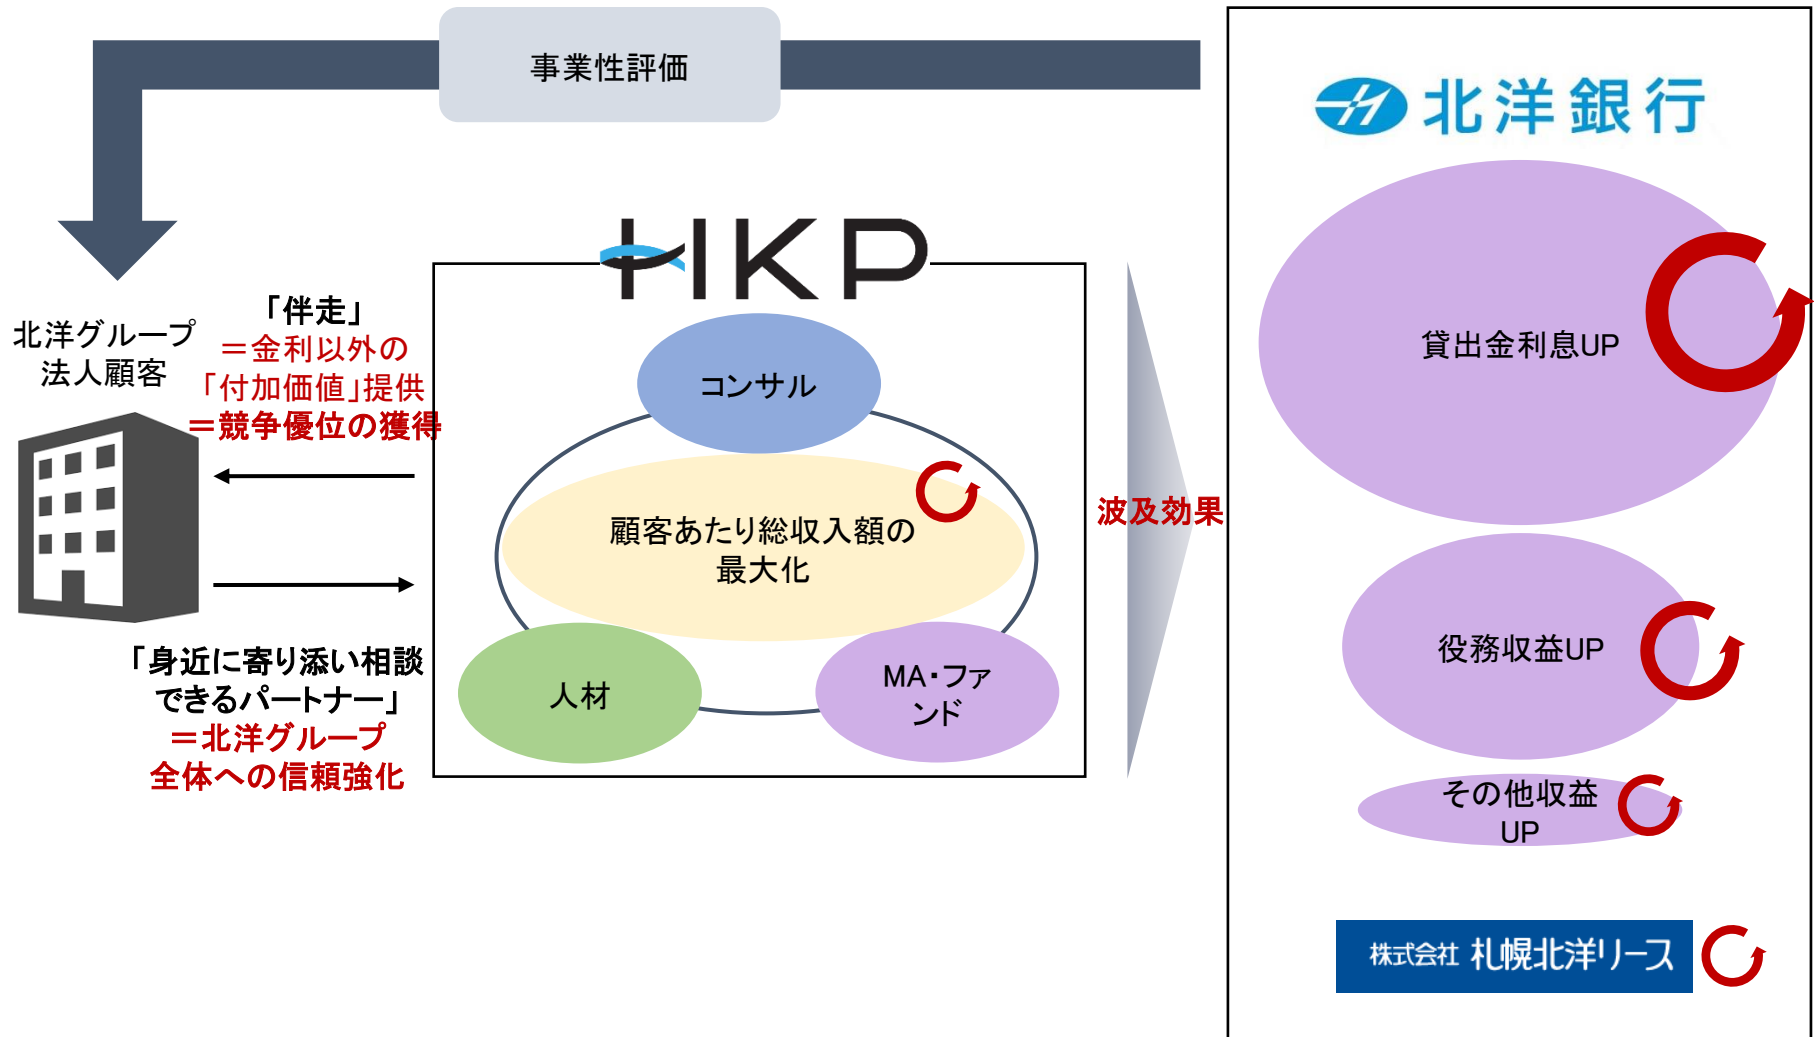 事業性評価
北洋銀行
HKP
北洋グループ
法人顧客
「伴走」
＝金利以外の
「付加価値」提供
＝競争優位の獲得
「身近に寄り添い相談
できるパートナー」
＝北洋グループ
全体への信頼強化
コンサル
顧客あたり総収入額の
最大化
人材
MA・ファ
ンド
波及効果
貸出金利息UP
役務収益UP
その他収益
UP
株式会社 札幌北洋リース